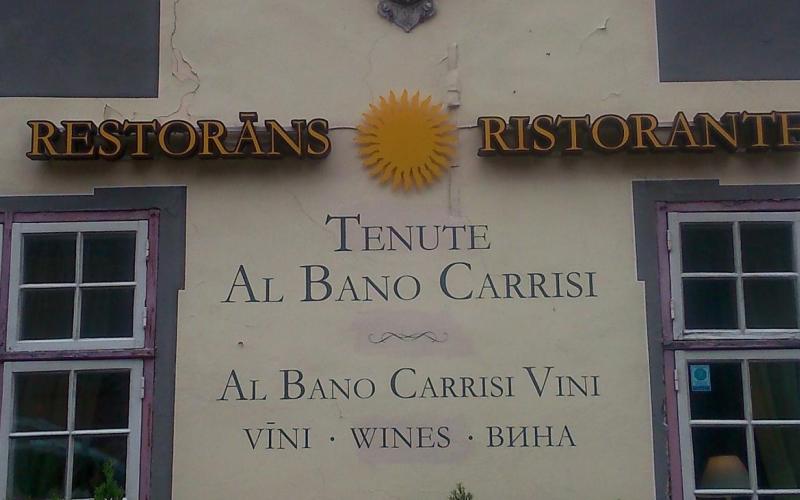 RESTORĀNS RISTORANTE
TENUTE
AL BANO CARRISI
AL BANO CARRISI VINI
VĪNI · WINES · ВИНА